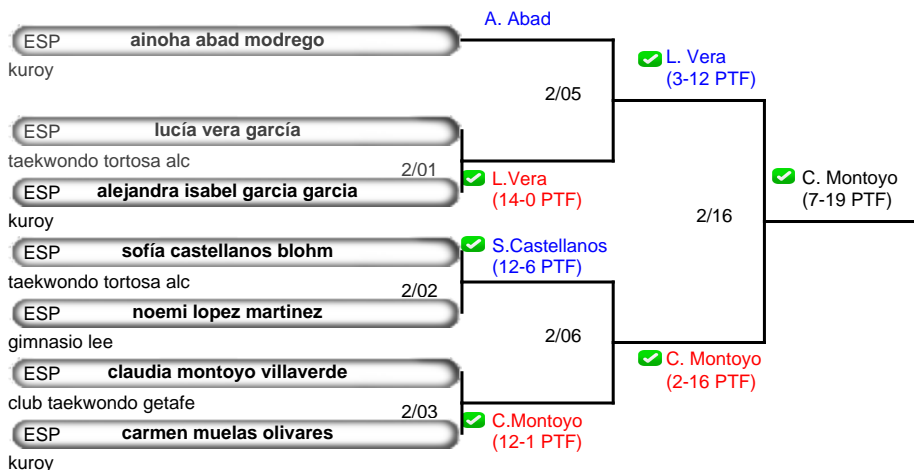 A. Abad
ESP ainoha abad modrego
kuroy
L. Vera
(3-12 PTF)
2/05
ESP lucía vera garcía
taekwondo tortosa alc
2/01
L.Vera
(14-0 PTF)
ESP alejandra isabel garcia garcia
kuroy
C. Montoyo
(7-19 PTF)
2/16
ESP sofía castellanos blohm
S.Castellanos
(12-6 PTF)
taekwondo tortosa alc
2/02
ESP noemi lopez martinez
gimnasio lee
2/06
C. Montoyo
(2-16 PTF)
ESP claudia montoyo villaverde
club taekwondo getafe
2/03
C.Montoyo
(12-1 PTF)
ESP carmen muelas olivares
kuroy